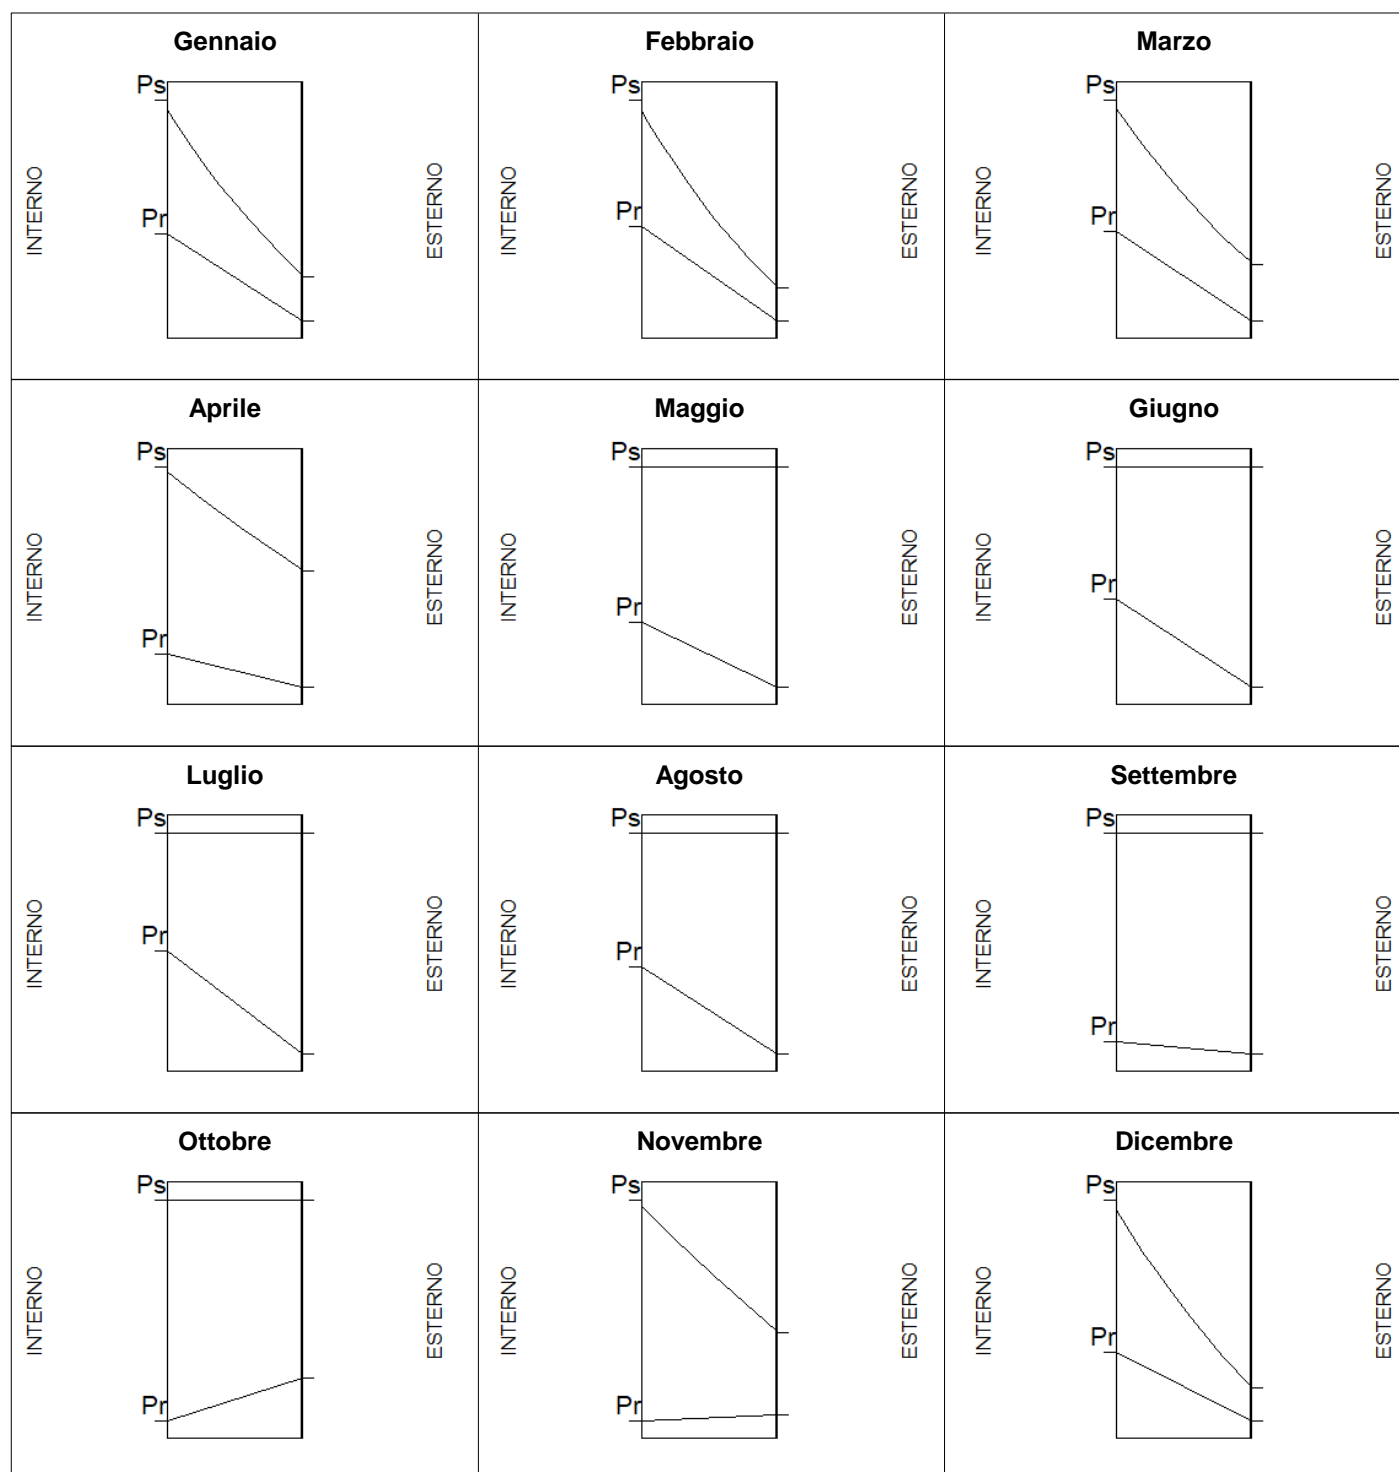 Gennaio
Ps
Pr
INTERNO
ESTERNO
Febbraio
Ps
Pr
INTERNO
ESTERNO
Marzo
Ps
Pr
INTERNO
ESTERNO
Aprile
Ps
Pr
INTERNO
ESTERNO
Maggio
Ps
Pr
INTERNO
ESTERNO
Giugno
Ps
Pr
INTERNO
ESTERNO
Luglio
Ps
Pr
INTERNO
ESTERNO
Agosto
Ps
Pr
INTERNO
ESTERNO
Settembre
Ps
Pr
INTERNO
ESTERNO
Ottobre
Ps
Pr
INTERNO
ESTERNO
Novembre
Ps
Pr
INTERNO
ESTERNO
Dicembre
Ps
Pr
INTERNO
ESTERNO